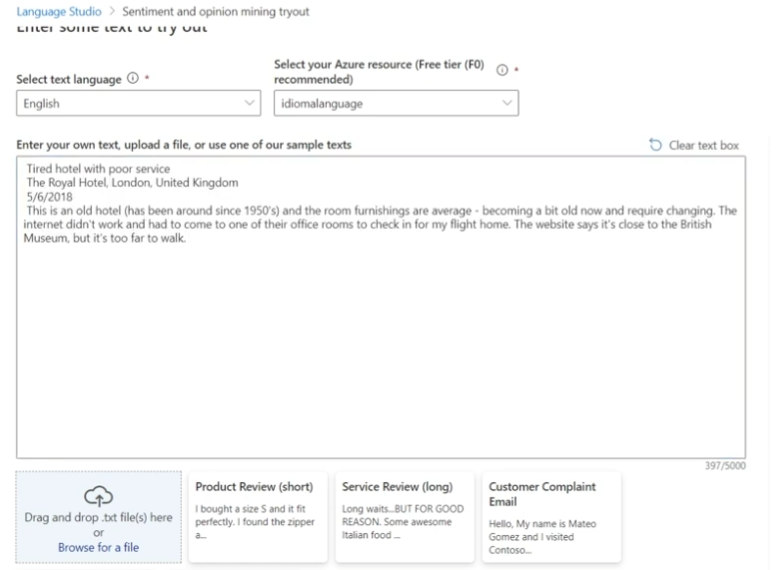 Language Studio > Sentiment and opinion mining tryout
Enter some text to try out
Select text language *
Select your Azure resource (Free tier (F0)
recommended) *
English
idiomalanguage
Enter your own text, upload a file, or use one of our sample texts
Clear text box
Tired hotel with poor service
The Royal Hotel, London, United Kingdom
5/6/2018
This is an old hotel (has been around since 1950's) and the room furnishings are average - becoming a bit old now and require changing. The
internet didn't work and had to come to one of their office rooms to check in for my flight home. The website says it's close to the British
Museum, but it's too far to walk.
397/5000
Drag and drop .txt file(s) here
or
Browse for a file
Product Review (short)
I bought a size S and it fit
perfectly. I found the zipper
a...
Service Review (long)
Long waits...BUT FOR GOOD
REASON. Some awesome
Italian food ...
Customer Complaint
Email
Hello, My name is Mateo
Gomez and I visited
Contoso...